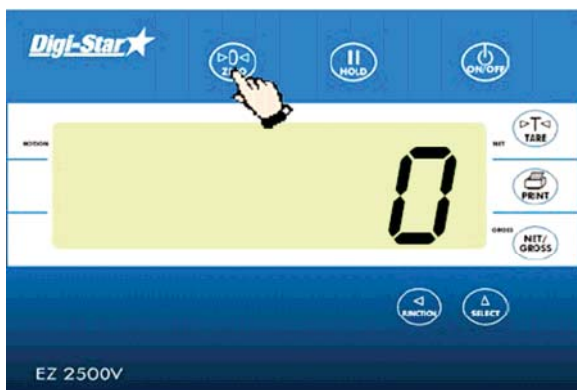 Digi-Star
ZERO
HOLD
ON/OFF
MOTION
NET
T
TARE
PRINT
0
GROSS
NET/
GROSS
FUNCTION
SELECT
EZ 2500V